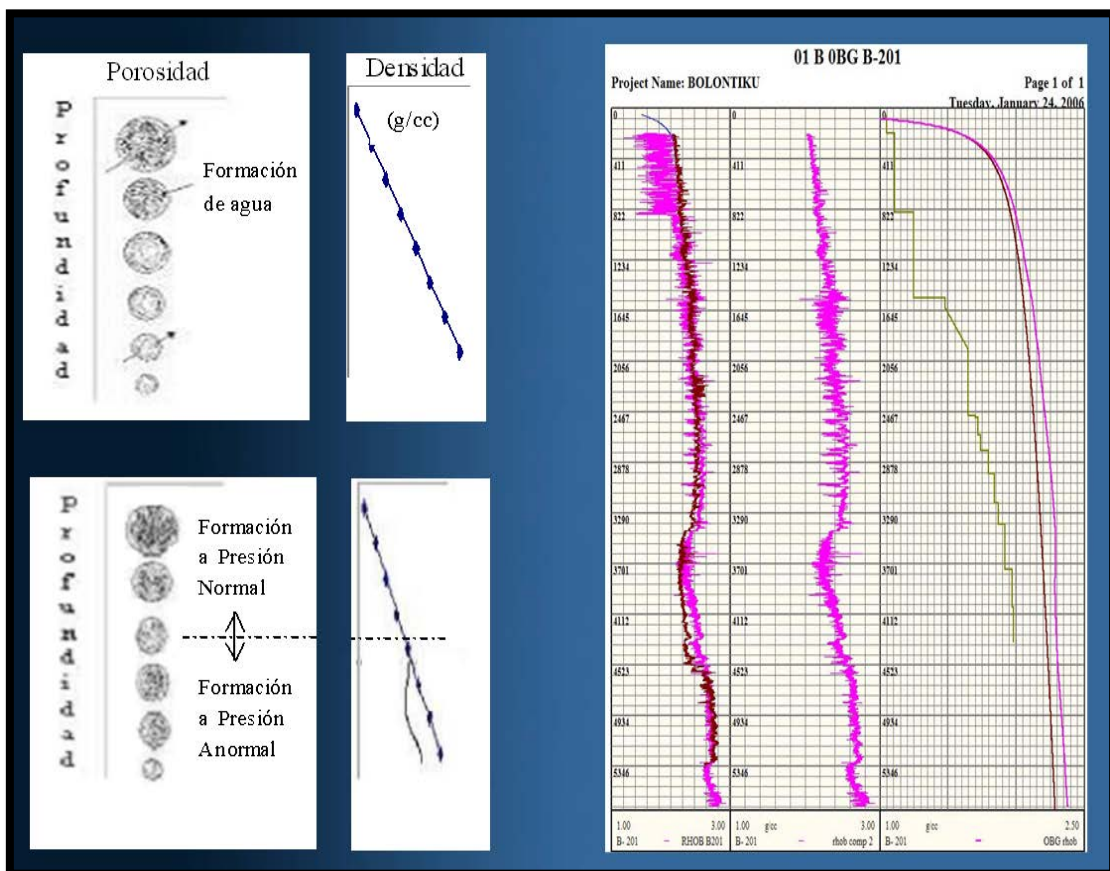 Porosidad
Profundidad
Formación
de agua
Densidad
(g/cc)
Profundidad
Formación
a Presión
Normal
Formación
a Presión
Anormal
01 B 0BG B-201
Project Name: BOLONTIKU Page 1 of 1
Tuesday, January 24, 2006
0 0 0
411 411 411
822 822 822
1234 1234 1234
1645 1645 1645
2056 2056 2056
2467 2467 2467
2878 2878 2878
3290 3290 3290
3701 3701 3701
4112 4112 4112
4523 4523 4523
4934 4934 4934
5346 5346 5346
1.00 3.00 1.00 g/cc 3.00 1.00 g/cc 2.50
B- 201 RHOB B201 B- 201 rhob comp 2 B- 201 OBG rhob